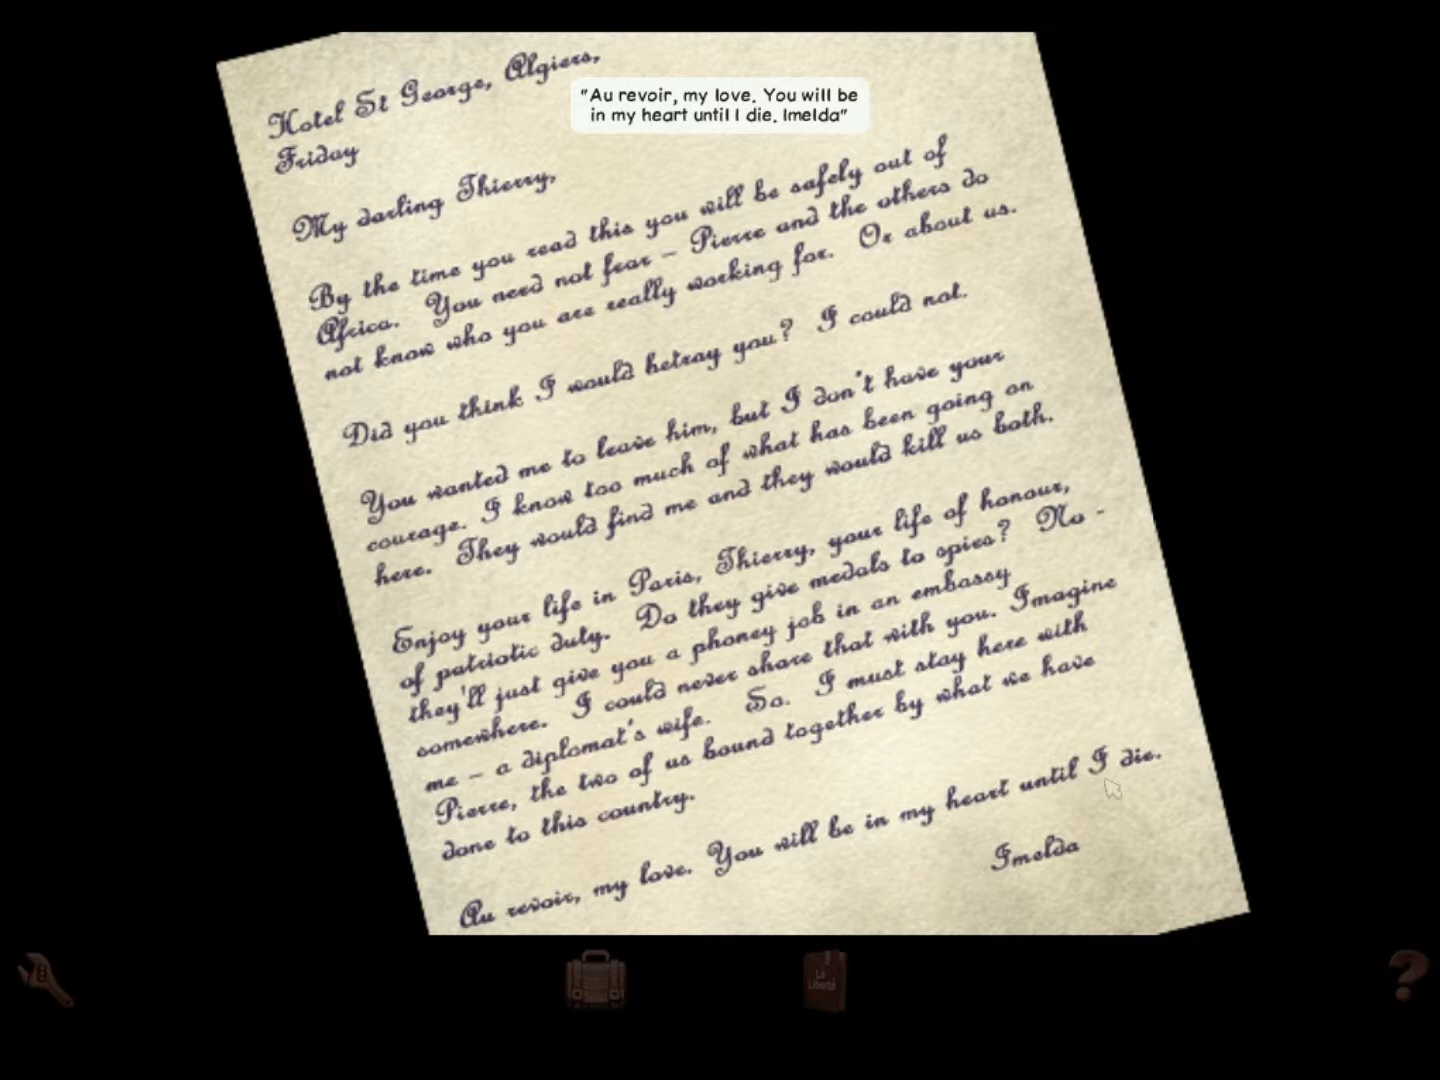 Hotel St George, Algiers,
"Au revoir, my love. You will be
in my heart until I die. Imelda"
Friday
My darling Thierry,
By the time you read this you will be safely out of
Africa. You need not fear – Pierre and the others do
not know who you are really working for. Or about us.
Did you think I would betray you? I could not.
You wanted me to leave him, but I don't have your
courage. I know too much of what has been going on
here. They would find me and they would kill us both.
Enjoy your life in Paris, Thierry, your life of honour,
of patriotic duty. Do they give medals to spies? No -
they'll just give you a phoney job in an embassy
somewhere. I could never share that with you. Imagine
me – a diplomat's wife. So. I must stay here with
Pierre, the two of us bound together by what we have
done to this country.
Au revoir, my love. You will be in my heart until I die.
Imelda
La
Liberté